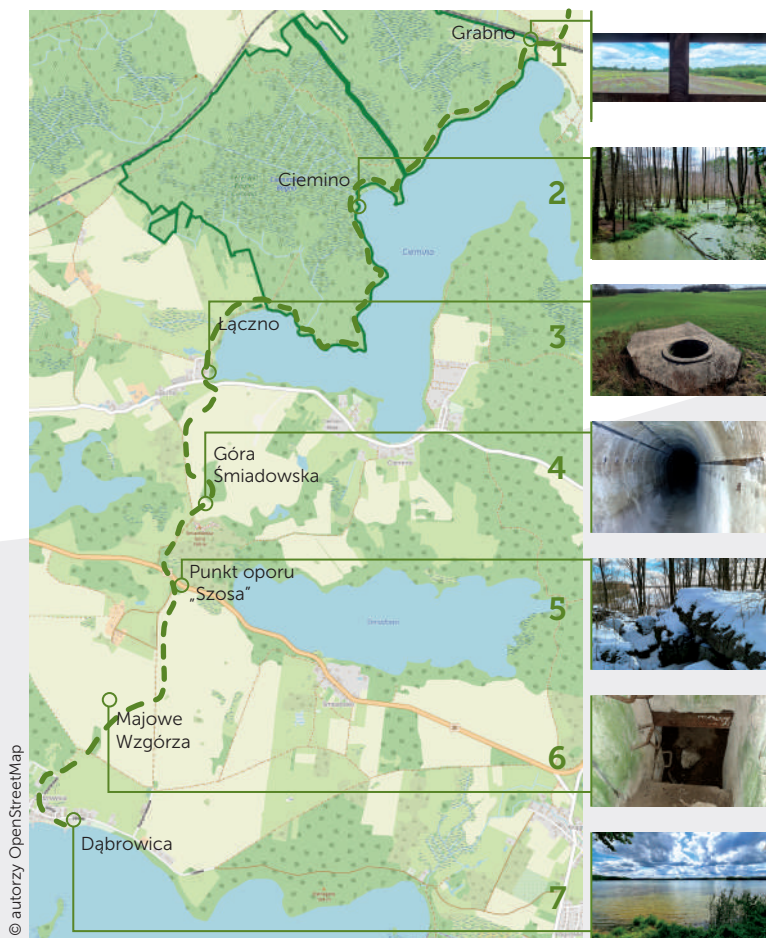 Grabno
1
Ciemino
2
Ciemino
Łączno
3
Góra
Śmiadowska
4
Punkt oporu
„Szosa”
5
Majowe
Wzgórza
6
Dąbrowica
7
© autorzy OpenStreetMap